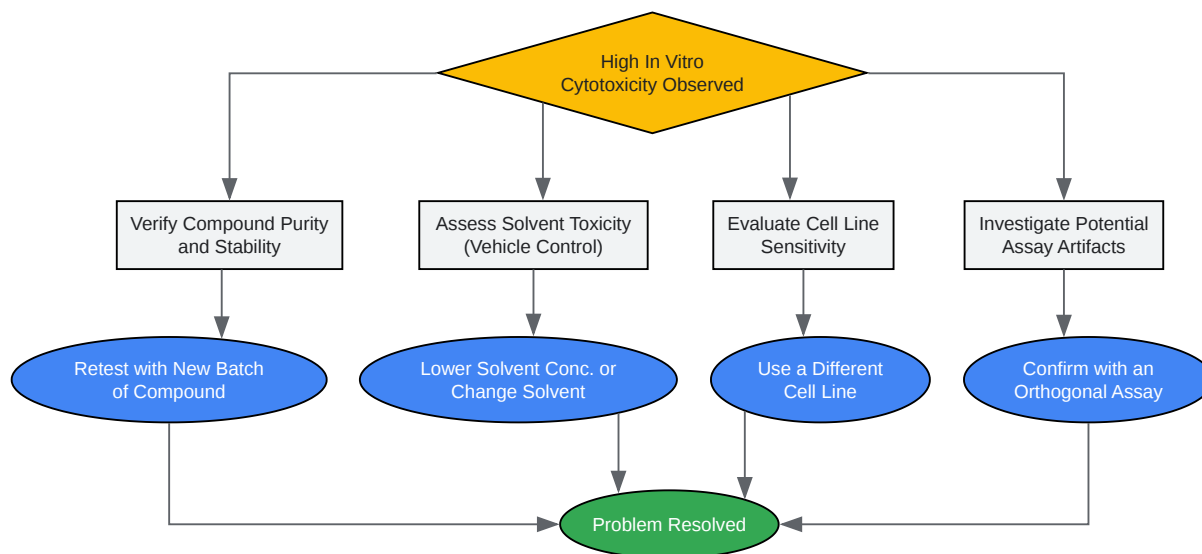 High In Vitro
Cytotoxicity Observed
Verify Compound Purity
and Stability
Assess Solvent Toxicity
(Vehicle Control)
Evaluate Cell Line
Sensitivity
Investigate Potential
Assay Artifacts
Retest with New Batch
of Compound
Lower Solvent Conc. or
Change Solvent
Use a Different
Cell Line
Confirm with an
Orthogonal Assay
Problem Resolved